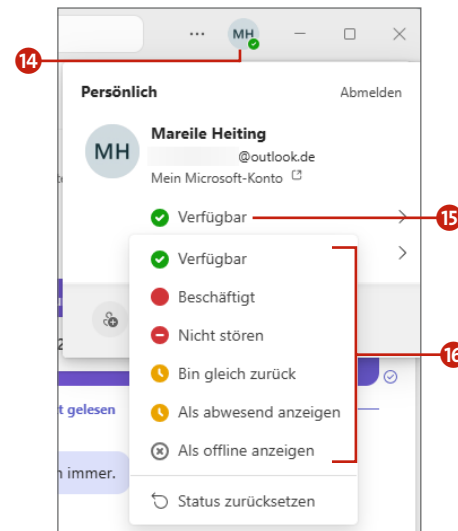 MH
14
Persönlich Abmelden
MH
Mareile Heiting
@outlook.de
Mein Microsoft-Konto
Verfügbar
15
Verfügbar
Beschäftigt
Nicht stören
16
Bin gleich zurück
t gelesen
Als abwesend anzeigen
Als offline anzeigen
n immer.
Status zurücksetzen